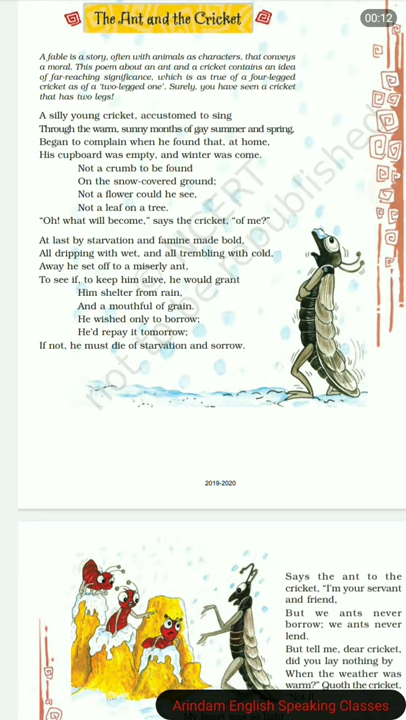 The Ant and the Cricket
00:12
A fable is a story, often with animals as characters, that conveys
a moral. This poem about an ant and a cricket contains an idea
of far-reaching significance, which is as true of a four-legged
cricket as of a 'two-legged one'. Surely, you have seen a cricket
that has two legs!
A silly young cricket, accustomed to sing
Through the warm, sunny months of gay summer and spring,
Began to complain when he found that, at home,
His cupboard was empty, and winter was come.
Not a crumb to be found
On the snow-covered ground;
Not a flower could he see,
Not a leaf on a tree.
“Oh! what will become,” says the cricket, “of me?”
At last by starvation and famine made bold,
All dripping with wet, and all trembling with cold,
Away he set off to a miserly ant,
To see if, to keep him alive, he would grant
Him shelter from rain,
And a mouthful of grain.
He wished only to borrow;
He'd repay it tomorrow;
If not, he must die of starvation and sorrow.
not to be republished
2019-2020
Says the ant to the
cricket, “I'm your servant
and friend,
But we ants never
borrow; we ants never
lend.
But tell me, dear cricket,
did you lay nothing by
When the weather was
warm?” Quoth the cricket,
Arindam English Speaking Classes